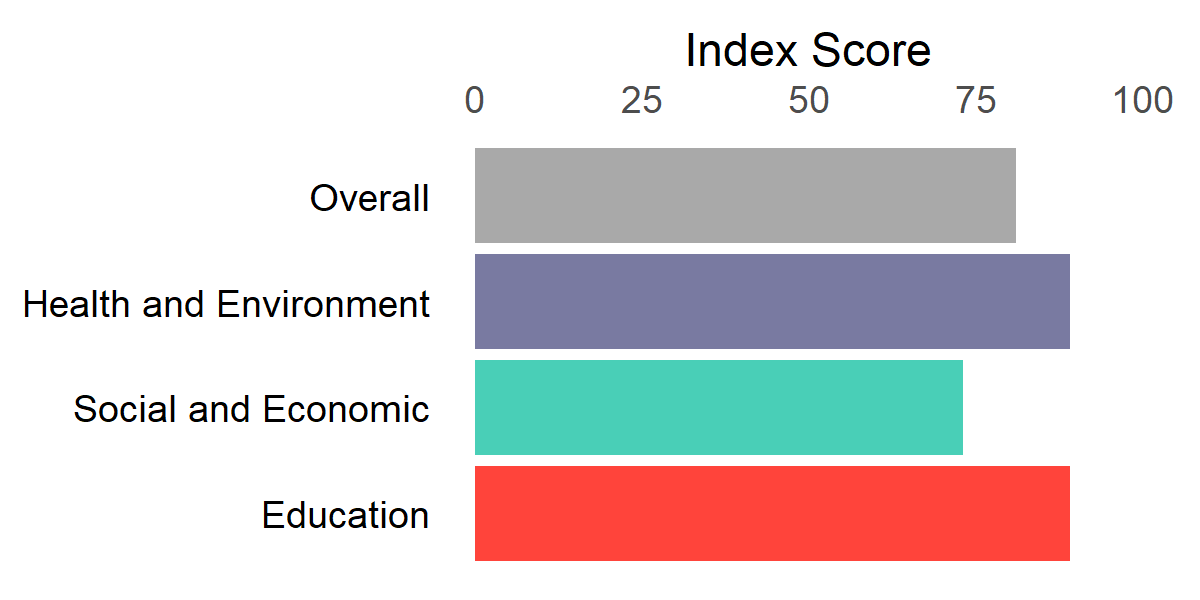 Index Score
0 25 50 75 100
Overall
Health and Environment
Social and Economic
Education